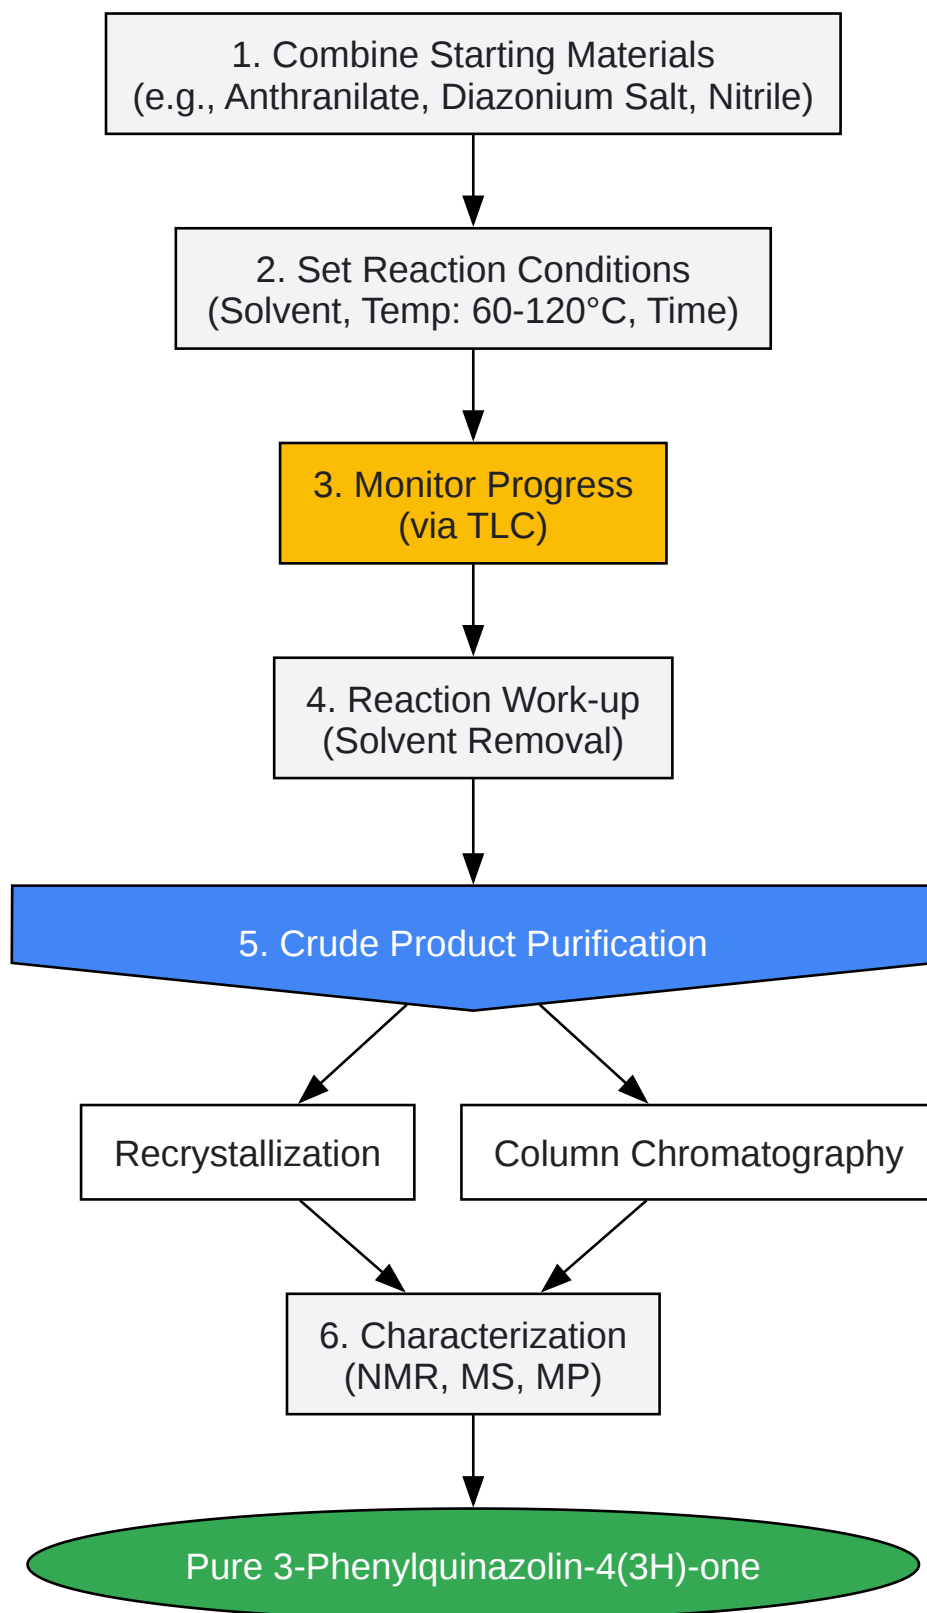 1. Combine Starting Materials
(e.g., Anthranilate, Diazonium Salt, Nitrile)
2. Set Reaction Conditions
(Solvent, Temp: 60-120°C, Time)
3. Monitor Progress
(via TLC)
4. Reaction Work-up
(Solvent Removal)
5. Crude Product Purification
Recrystallization
Column Chromatography
6. Characterization
(NMR, MS, MP)
Pure 3-Phenylquinazolin-4(3H)-one